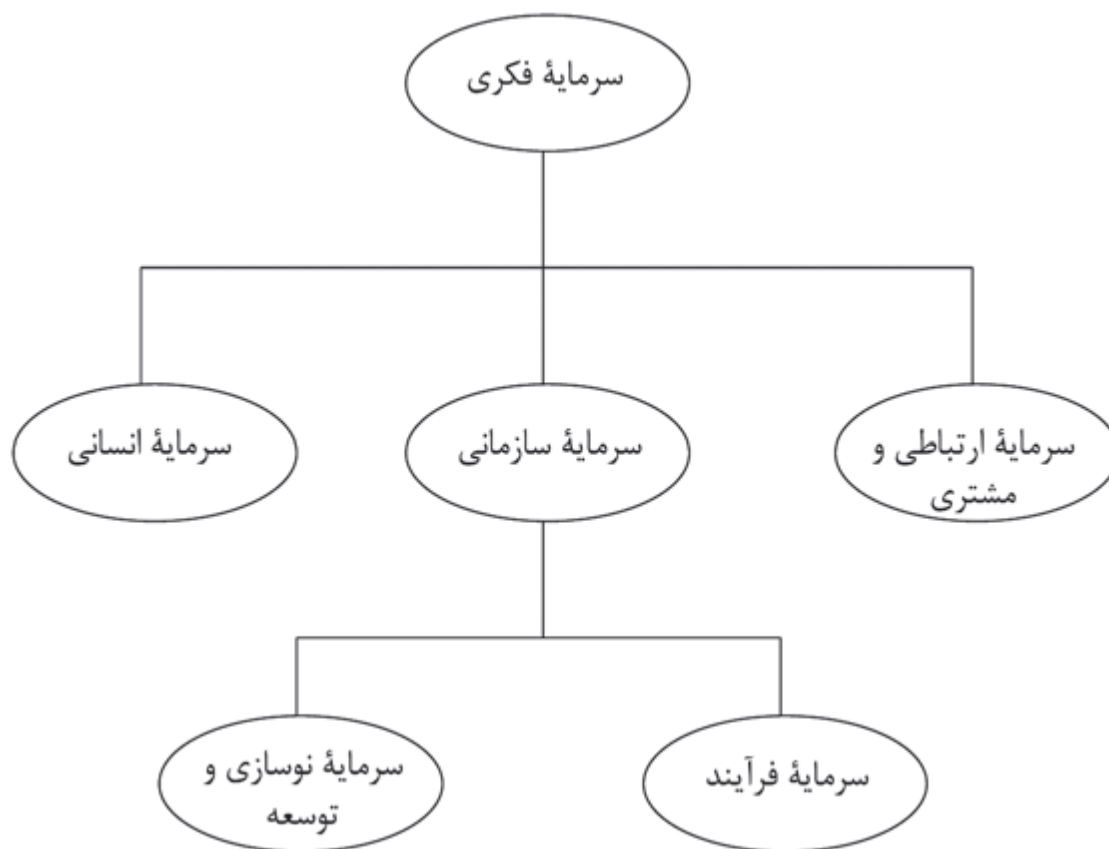 سرمایهٔ فکری
سرمایهٔ ارتباطی و
مشتری
سرمایهٔ سازمانی
سرمایهٔ انسانی
سرمایهٔ فرآیند
سرمایهٔ نوسازی و
توسعه